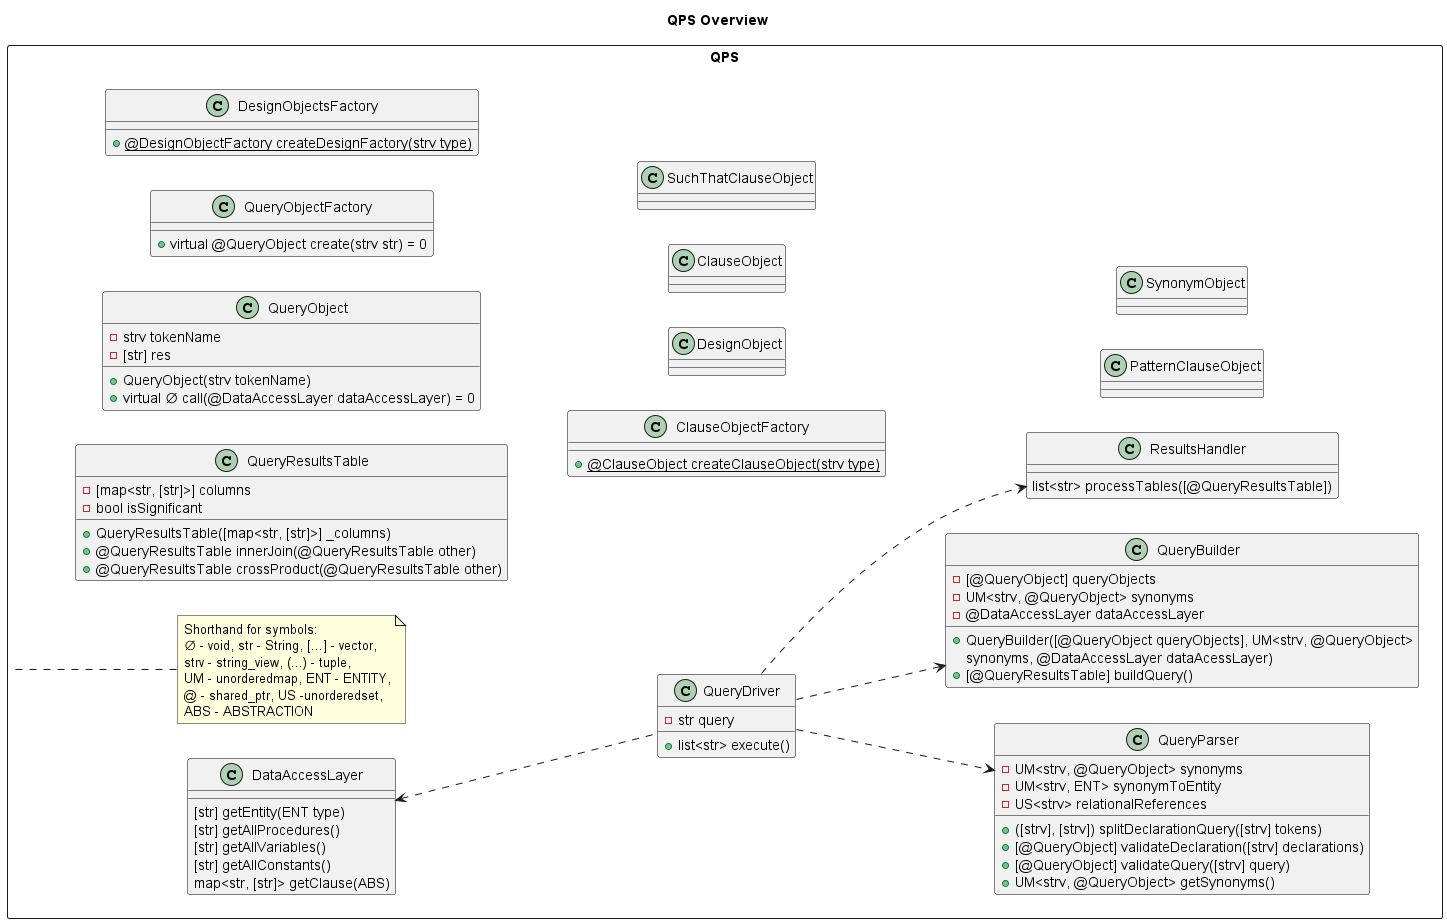 QPS Overview
QPS
C DesignObjectsFactory
@DesignObjectFactory createDesignFactory(strv type)
C QueryObjectFactory
virtual @QueryObject create(strv str) = 0
C QueryObject
strv tokenName
[str] res
QueryObject(strv tokenName)
virtual ∅ call(@DataAccessLayer dataAccessLayer) = 0
C QueryResultsTable
[map<str, [str]>] columns
bool isSignificant
QueryResultsTable([map<str, [str]>] _columns)
@QueryResultsTable innerJoin(@QueryResultsTable other)
@QueryResultsTable crossProduct(@QueryResultsTable other)
Shorthand for symbols:
∅ - void, str - String, [...] - vector,
strv - string_view, (...) - tuple,
UM - unorderedmap, ENT - ENTITY,
@ - shared_ptr, US -unorderedset,
ABS - ABSTRACTION
C DataAccessLayer
[str] getEntity(ENT type)
[str] getAllProcedures()
[str] getAllVariables()
[str] getAllConstants()
map<str, [str]> getClause(ABS)
C SuchThatClauseObject
C ClauseObject
C DesignObject
C ClauseObjectFactory
@ClauseObject createClauseObject(strv type)
C QueryDriver
str query
list<str> execute()
C SynonymObject
C PatternClauseObject
C ResultsHandler
list<str> processTables([@QueryResultsTable])
C QueryBuilder
[@QueryObject] queryObjects
UM<strv, @QueryObject> synonyms
@DataAccessLayer dataAccessLayer
QueryBuilder([@QueryObject queryObjects], UM<strv, @QueryObject>
synonyms, @DataAccessLayer dataAcessLayer)
[@QueryResultsTable] buildQuery()
C QueryParser
UM<strv, @QueryObject> synonyms
UM<strv, ENT> synonymToEntity
US<strv> relationalReferences
([strv], [strv]) splitDeclarationQuery([strv] tokens)
[@QueryObject] validateDeclaration([strv] declarations)
[@QueryObject] validateQuery([strv] query)
UM<strv, @QueryObject> getSynonyms()